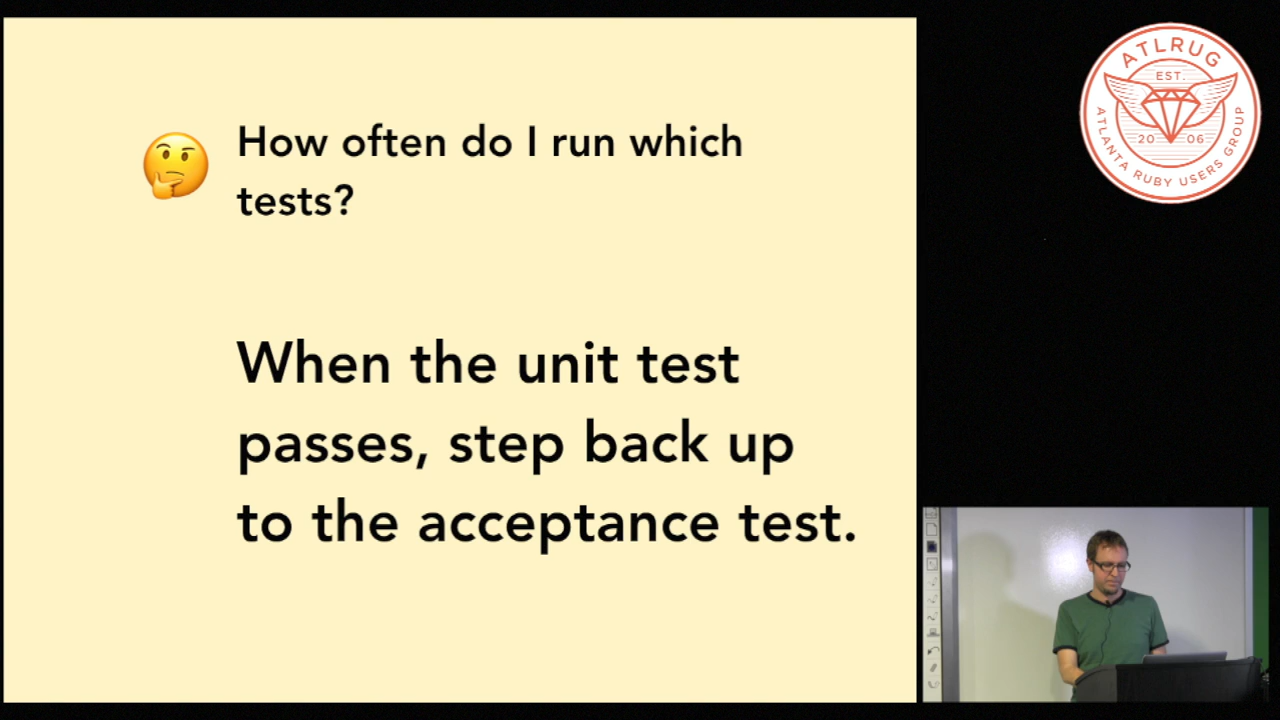 How often do I run which
tests?
When the unit test
passes, step back up
to the acceptance test.
ATLRUG
EST.
20 06
ATLANTA RUBY USERS GROUP